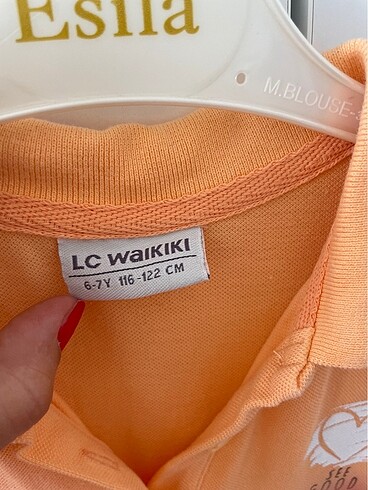 Esila
M.BLOUSE-
LC WAIKIKI
6-7Y 116-122 CM
SEE
GOOD